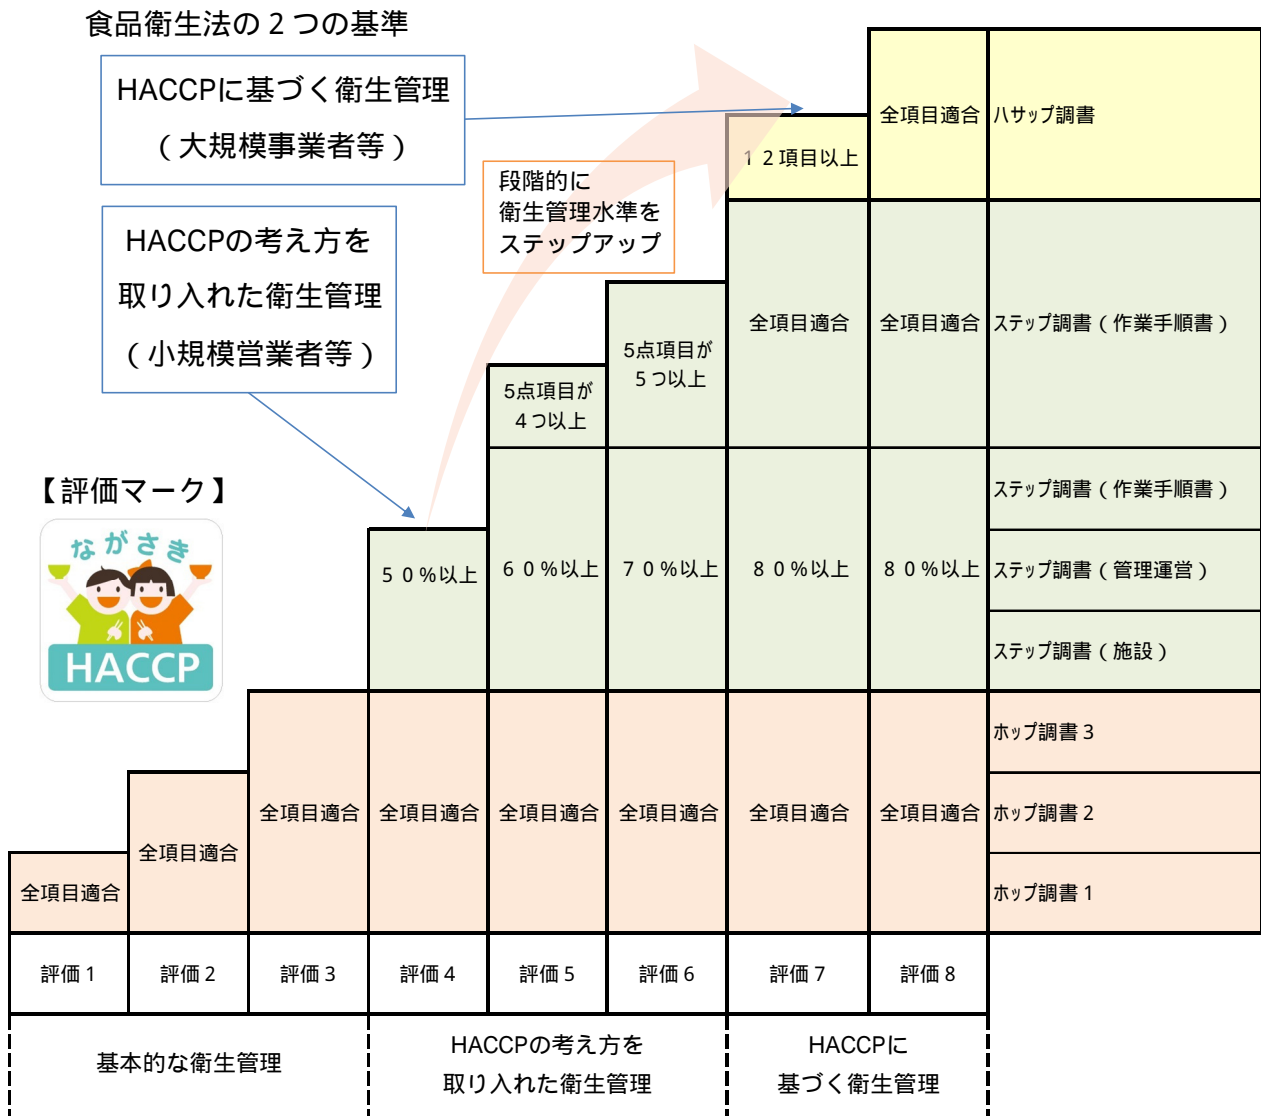 食品衛生法の2つの基準
HACCPに基づく衛生管理
(大規模事業者等)
HACCPの考え方を
取り入れた衛生管理
(小規模営業者等)
段階的に
衛生管理水準を
ステップアップ
【評価マーク】
ながさき
HACCP
全項目適合 ハサップ調書
12項目以上
全項目適合 全項目適合 ステップ調書(作業手順書)
5点項目が
5つ以上
5点項目が
4つ以上
ステップ調書(作業手順書)
50%以上 60%以上 70%以上 80%以上 80%以上 ステップ調書(管理運営)
ステップ調書(施設)
ホップ調書3
全項目適合 全項目適合 全項目適合 全項目適合 全項目適合 全項目適合 ホップ調書2
全項目適合
全項目適合 ホップ調書1
評価1 評価2 評価3 評価4 評価5 評価6 評価7 評価8
基本的な衛生管理
HACCPの考え方を
取り入れた衛生管理
HACCPに
基づく衛生管理